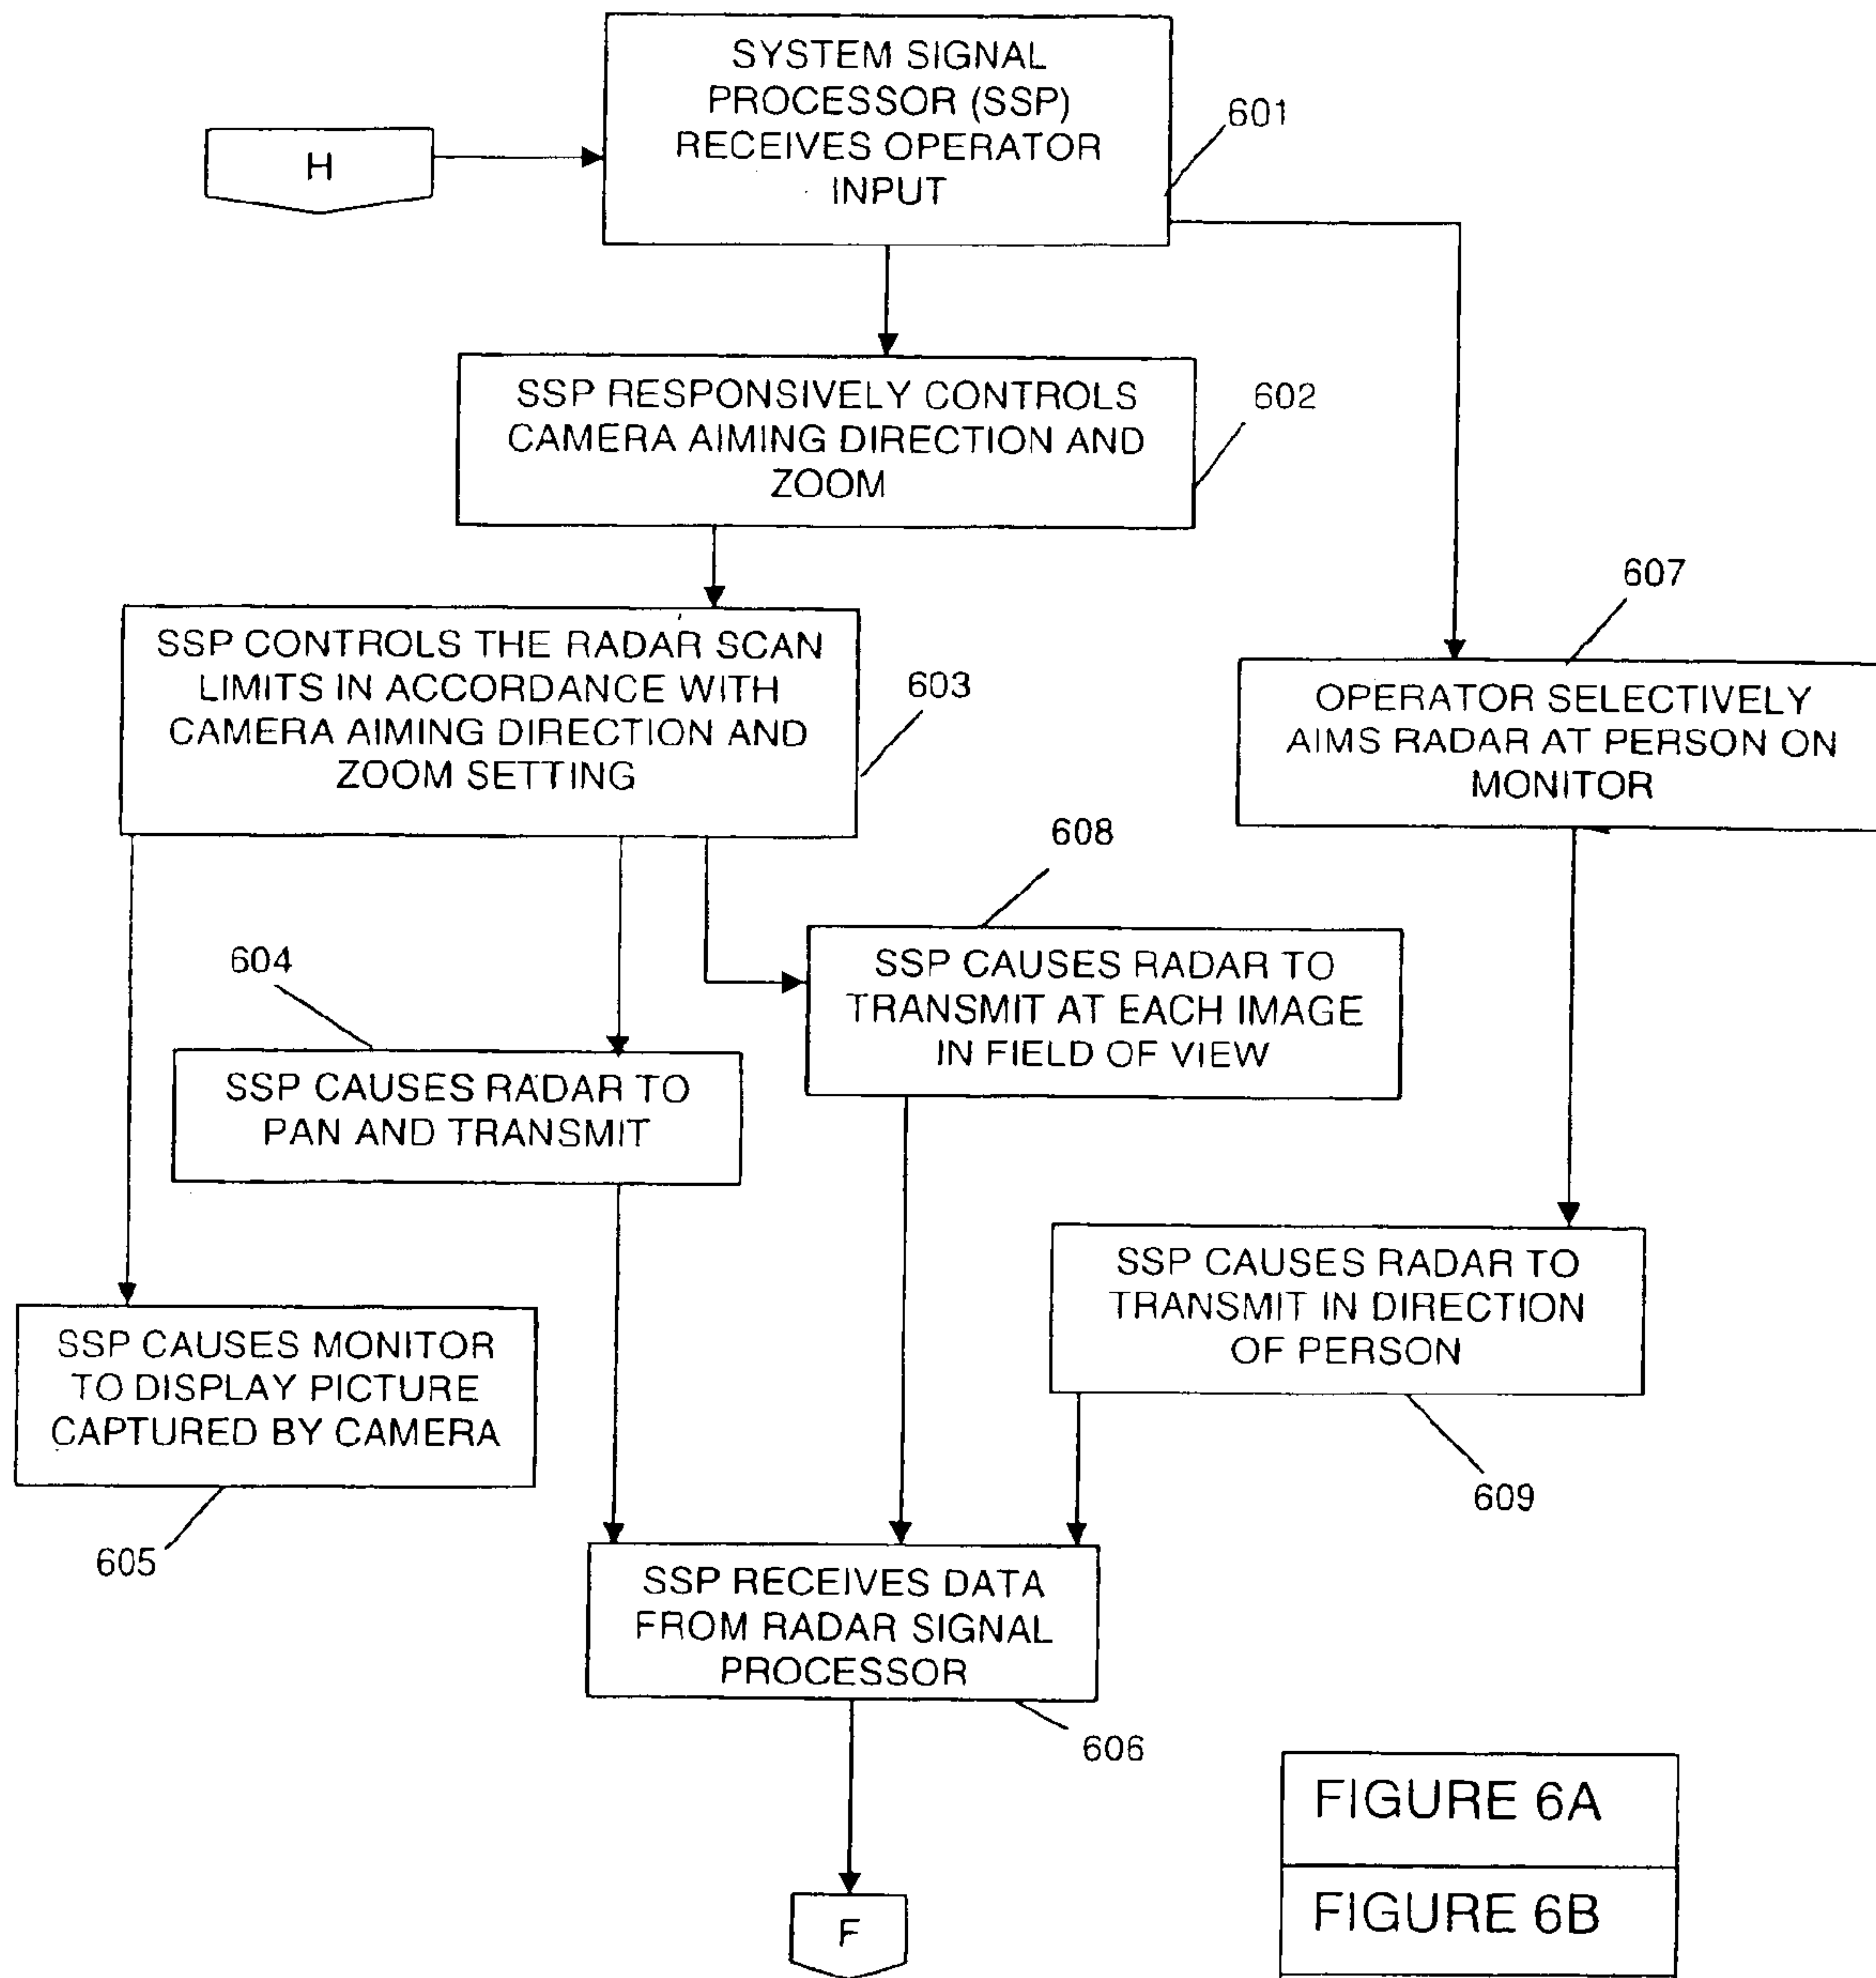 SYSTEM SIGNAL
PROCESSOR (SSP)
RECEIVES OPERATOR
INPUT
601
H
SSP RESPONSIVELY CONTROLS
CAMERA AIMING DIRECTION AND
ZOOM
602
SSP CONTROLS THE RADAR SCAN
LIMITS IN ACCORDANCE WITH
CAMERA AIMING DIRECTION AND
ZOOM SETTING
603
607
OPERATOR SELECTIVELY
AIMS RADAR AT PERSON ON
MONITOR
608
SSP CAUSES RADAR TO
TRANSMIT AT EACH IMAGE
IN FIELD OF VIEW
604
SSP CAUSES RADAR TO
PAN AND TRANSMIT
SSP CAUSES RADAR TO
TRANSMIT IN DIRECTION
OF PERSON
609
SSP CAUSES MONITOR
TO DISPLAY PICTURE
CAPTURED BY CAMERA
605
SSP RECEIVES DATA
FROM RADAR SIGNAL
PROCESSOR
606
F
FIGURE 6A
FIGURE 6B